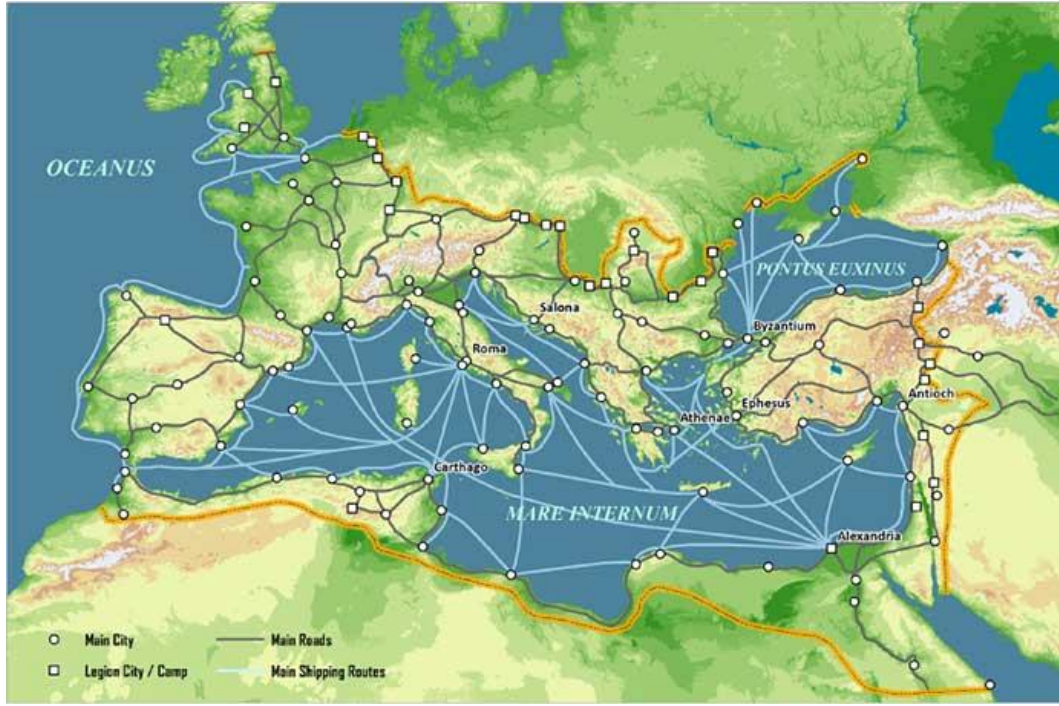 OCEANUS
PONTUS EUXINUS
Salona
Byzantium
Roma
Antioch
Ephesus
Athenae
Carthago
MARE INTERNUM
Alexandria
Main City
Main Roads
Legion City / Camp
Main Shipping Routes